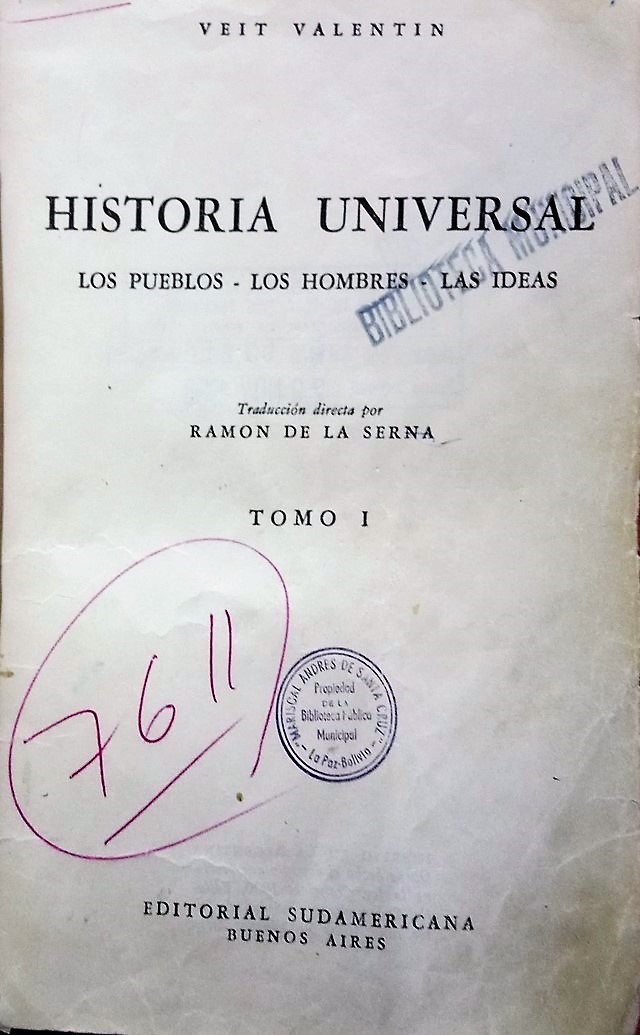 VEIT VALENTIN
HISTORIA UNIVERSAL
LOS PUEBLOS - LOS HOMBRES - LAS IDEAS
BIBLIOTECA MUNICIPAL
Traducción directa por
RAMON DE LA SERNA
TOMO I
7611
"MARISCAL ANDRES DE SANTA CRUZ"
Propiedad
DE LA
Biblioteca Pública
Municipal
- La Paz-Bolivia -
EDITORIAL SUDAMERICANA
BUENOS AIRES